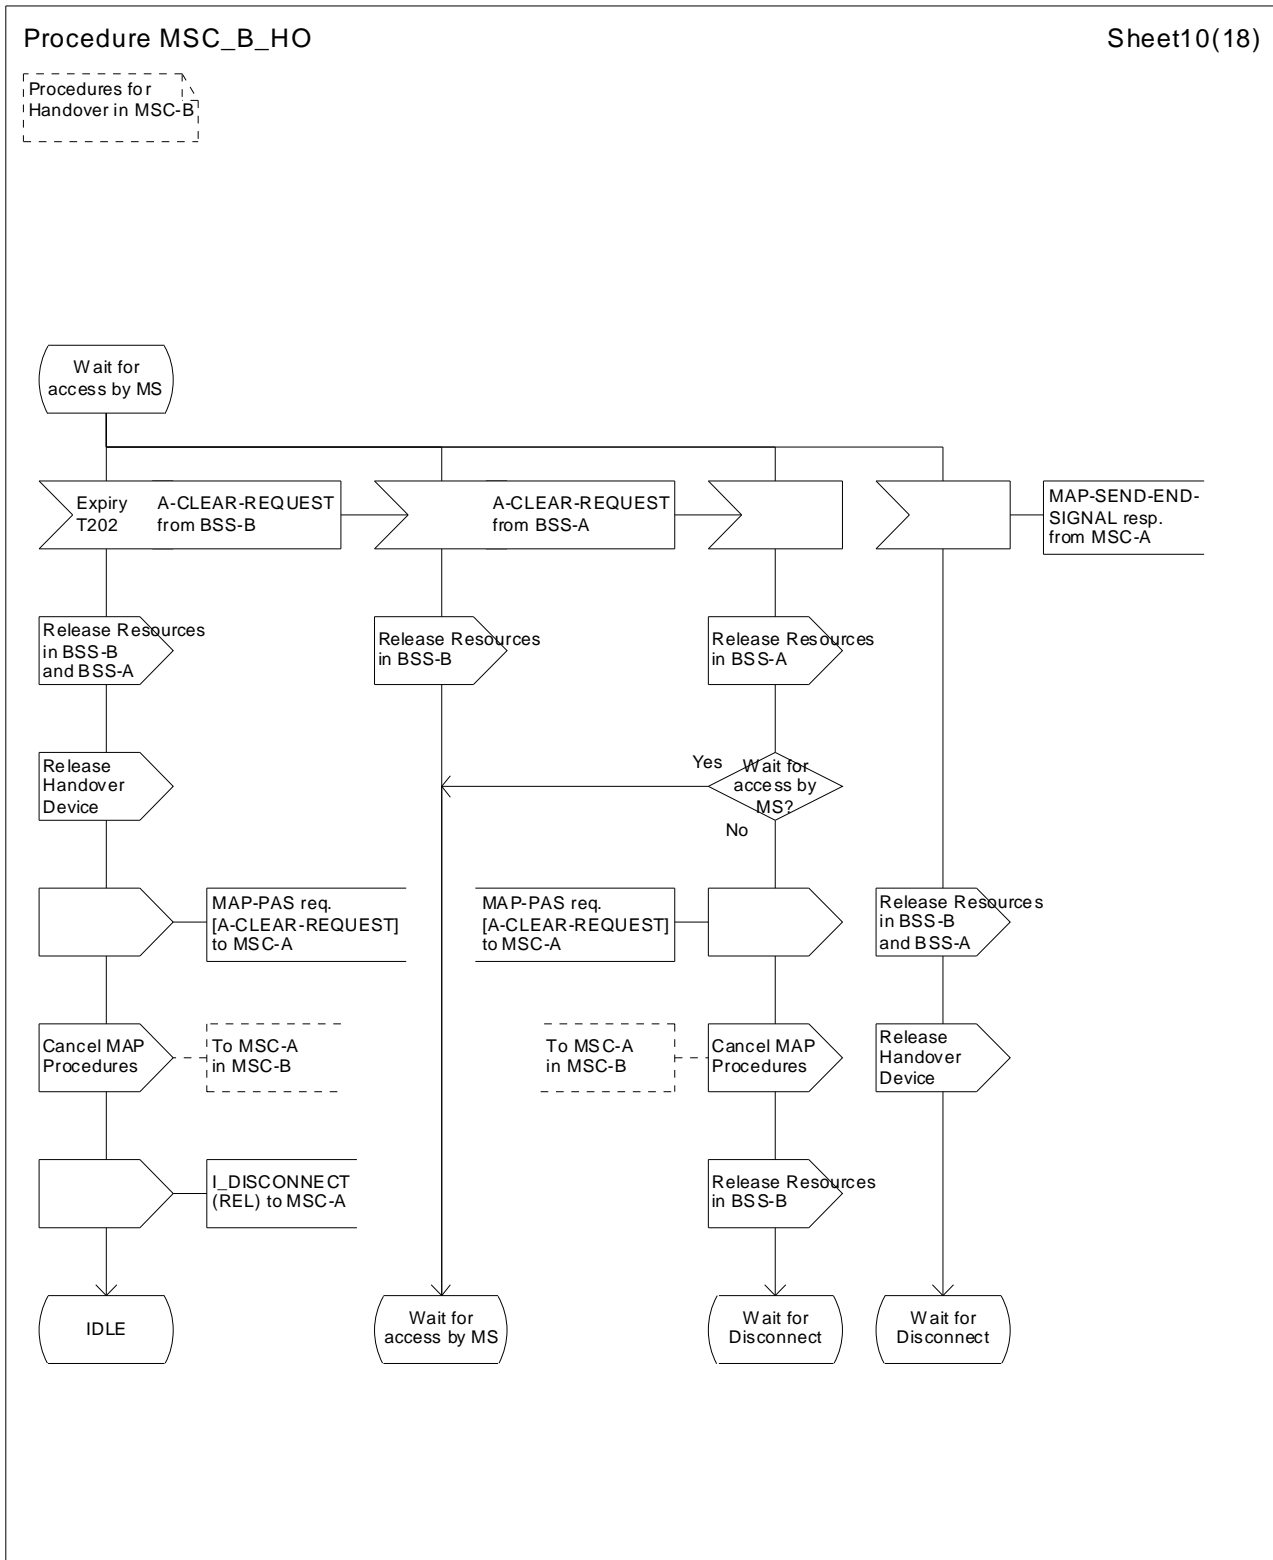 Procedure MSC_B_HO
Sheet10(18)
Procedures for
Handover in MSC-B
Wait for
access by MS
Expiry
T202
A-CLEAR-REQUEST
from BSS-B
A-CLEAR-REQUEST
from BSS-A
MAP-SEND-END-
SIGNAL resp.
from MSC-A
Release Resources
in BSS-B
and BSS-A
Release Resources
in BSS-B
Release Resources
in BSS-A
Release
Handover
Device
Yes
Wait for
access by
MS?
No
MAP-PAS req.
[A-CLEAR-REQUEST]
to MSC-A
MAP-PAS req.
[A-CLEAR-REQUEST]
to MSC-A
Release Resources
in BSS-B
and BSS-A
Cancel MAP
Procedures
To MSC-A
in MSC-B
To MSC-A
in MSC-B
Cancel MAP
Procedures
Release
Handover
Device
I_DISCONNECT
(REL) to MSC-A
Release Resources
in BSS-B
IDLE
Wait for
access by MS
Wait for
Disconnect
Wait for
Disconnect